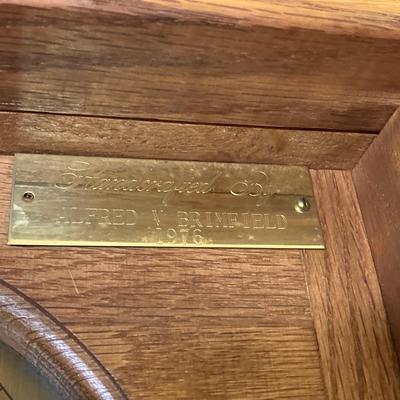 Handcrafted By
ALFRED V BRIMFIELD
1976